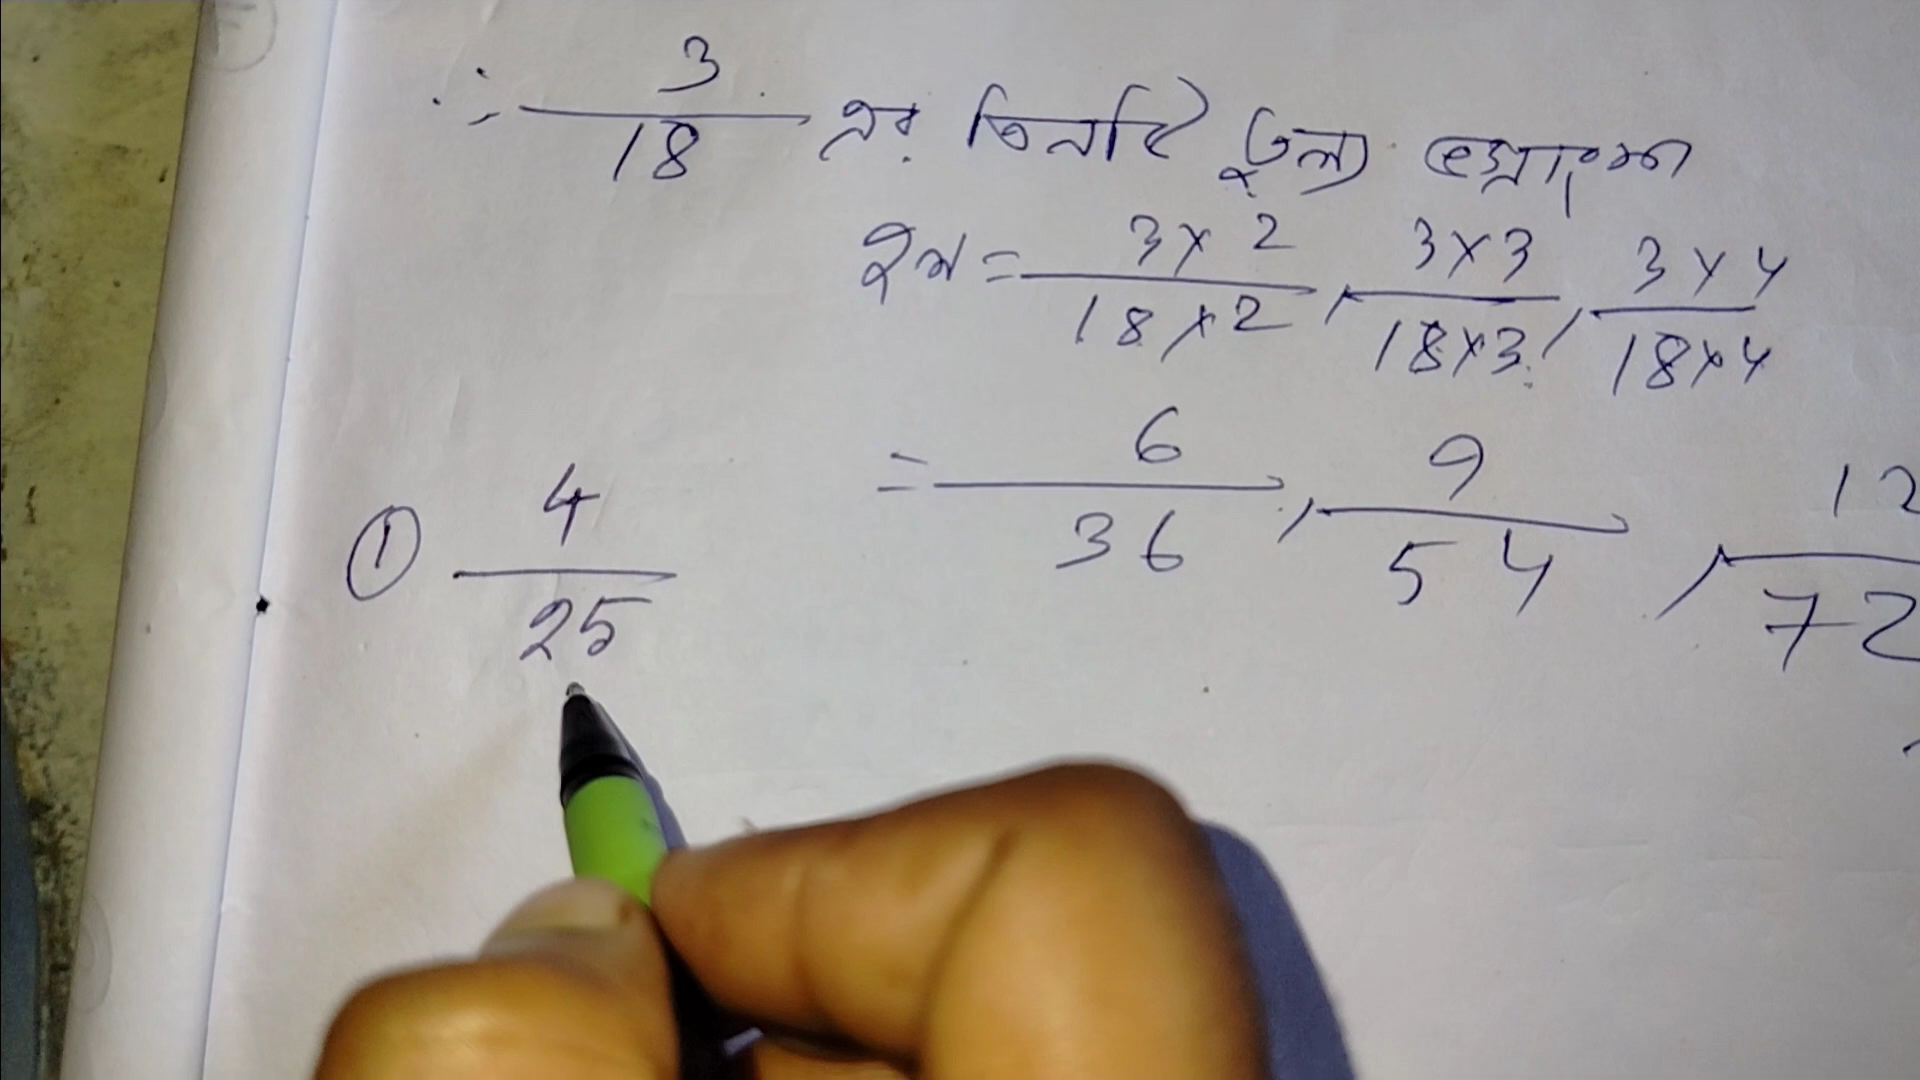 ∴ 3/18 এর তিনটি তুল্য ভগ্নাংশ
হল = 3×2/18×2, 3×3/18×3, 3×4/18×4
= 6/36, 9/54, 12/72
① 4/25